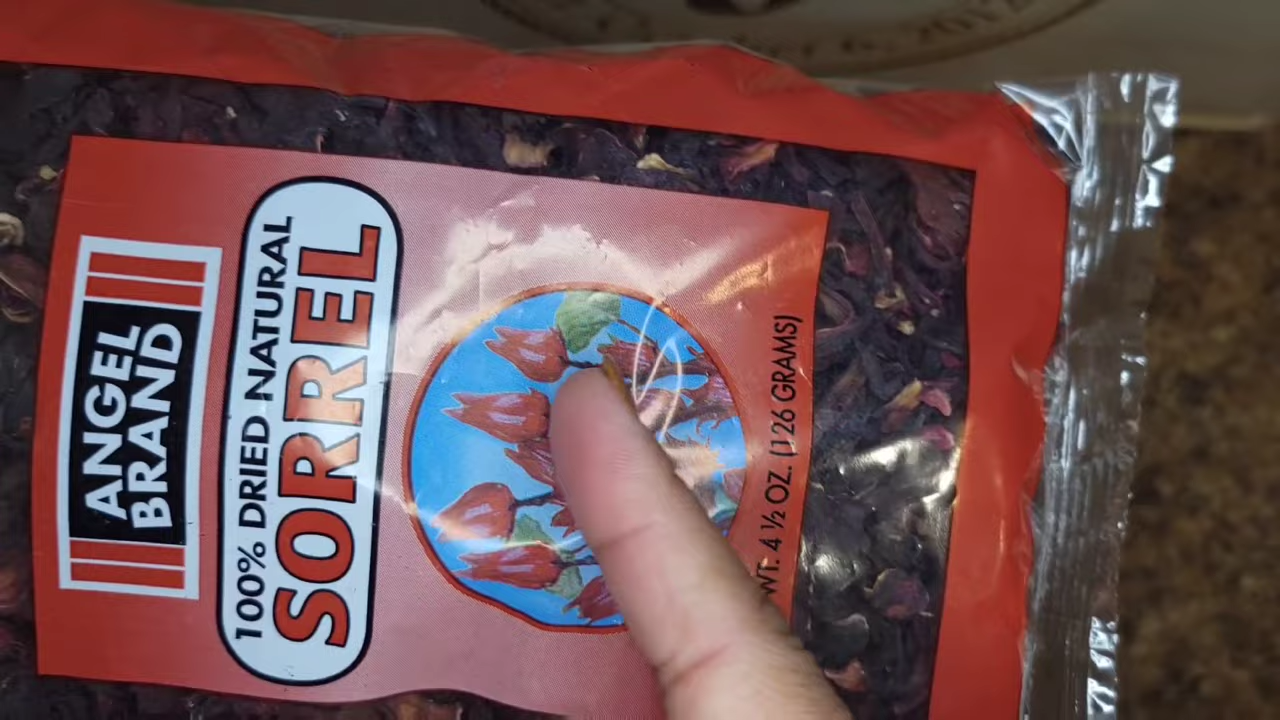 ANGEL
BRAND
100% DRIED NATURAL
SORREL
WT. 4 ½ OZ. (126 GRAMS)